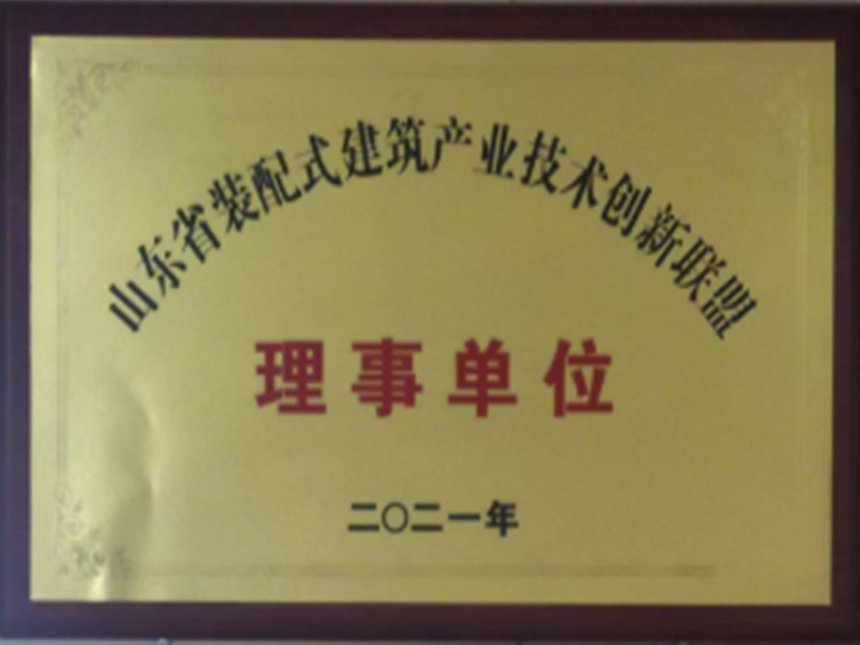 山东省装配式建筑产业技术创新联盟
理事单位
二〇二一年